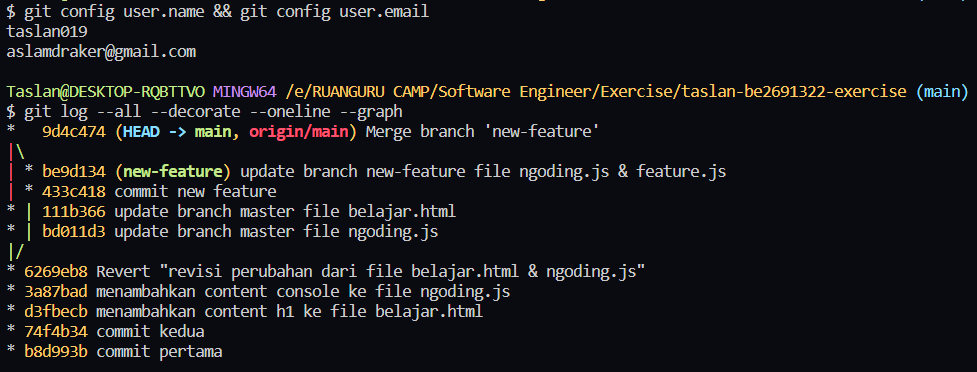 $ git config user.name && git config user.email
taslan019
aslamdraker@gmail.com
Taslan@DESKTOP-RQBTTVO MINGW64 /e/RUANGURU CAMP/Software Engineer/Exercise/taslan-be2691322-exercise (main)
$ git log --all --decorate --oneline --graph
*   9d4c474 (HEAD -> main, origin/main) Merge branch 'new-feature'
|\
| * be9d134 (new-feature) update branch new-feature file ngoding.js & feature.js
| * 433c418 commit new feature
* | 111b366 update branch master file belajar.html
* | bd011d3 update branch master file ngoding.js
|/
* 6269eb8 Revert "revisi perubahan dari file belajar.html & ngoding.js"
* 3a87bad menambahkan content console ke file ngoding.js
* d3fbecb menambahkan content h1 ke file belajar.html
* 74f4b34 commit kedua
* b8d993b commit pertama